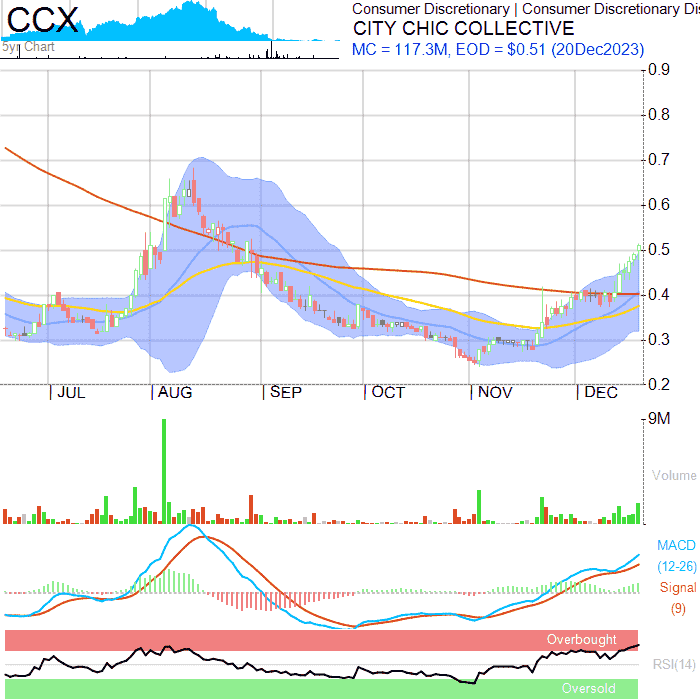 CCX
5yr Chart
Consumer Discretionary | Consumer Discretionary Dis
CITY CHIC COLLECTIVE
MC = 117.3M, EOD = $0.51 (20Dec2023)
0.9
0.8
0.7
0.6
0.5
0.4
0.3
0.2
JUL AUG SEP OCT NOV DEC
9M
Volume
MACD
(12-26)
Signal
(9)
Overbought
RSI(14)
Oversold